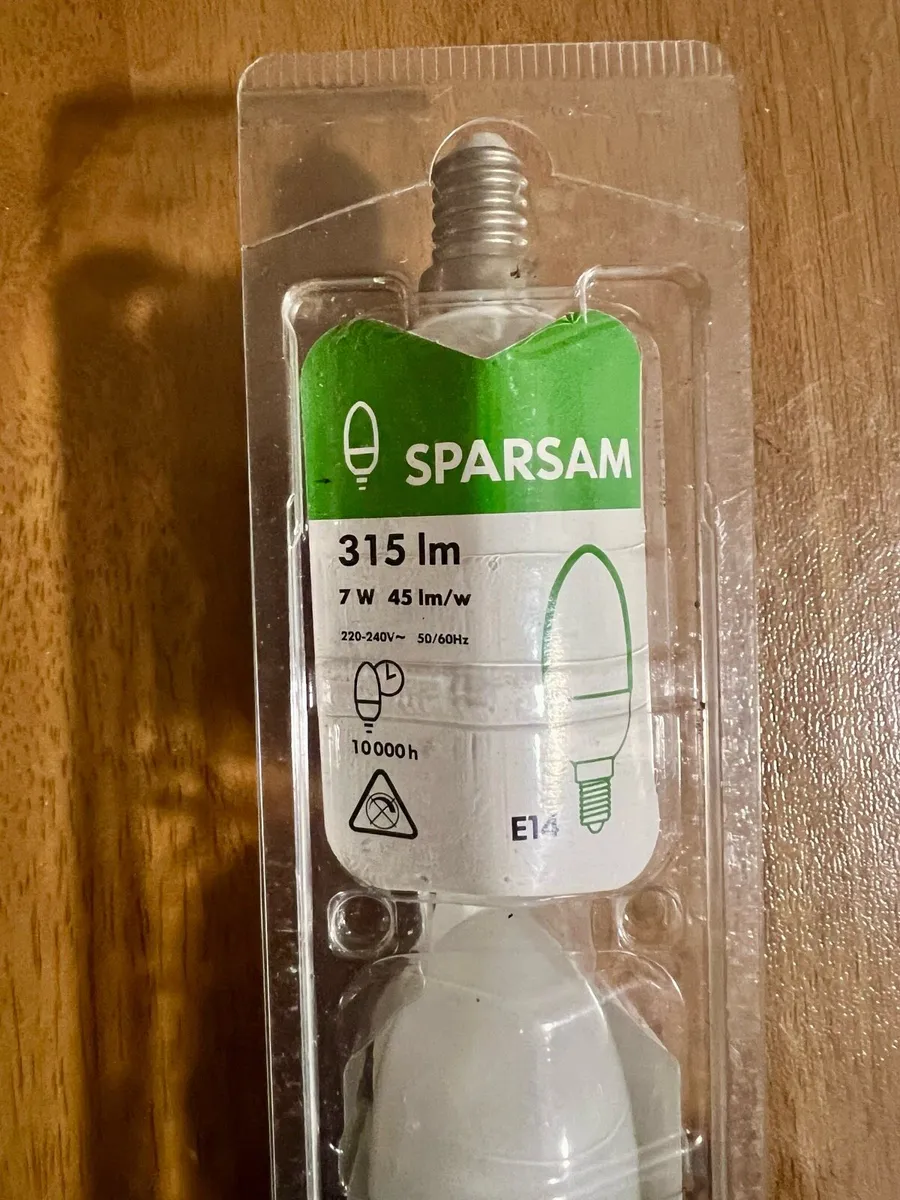 SPARSAM
315 lm
7 W 45 lm/w
220-240V~ 50/60Hz
10000h
E14